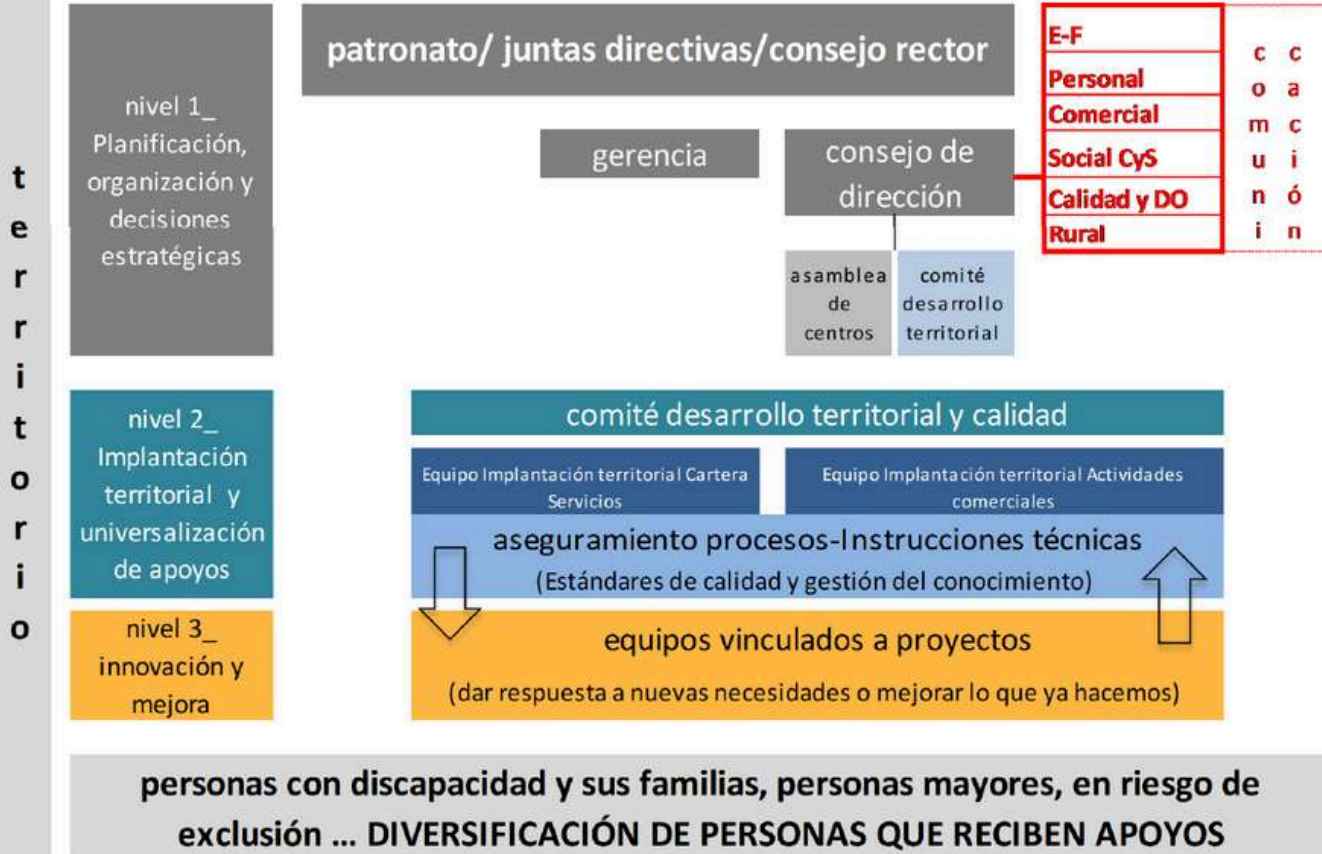 territorio
nivel 1_
Planificación,
organización y
decisiones
estratégicas
patronato/ juntas directivas/consejo rector
gerencia
consejo de
dirección
asamblea
de
centros
comité
desarrollo
territorial
E-F
Personal
Comercial
Social CyS
Calidad y DO
Rural
comuni
cación
nivel 2_
Implantación
territorial y
universalización
de apoyos
comité desarrollo territorial y calidad
Equipo Implantación territorial Cartera
Servicios
Equipo Implantación territorial Actividades
comerciales
aseguramiento procesos-Instrucciones técnicas
(Estándares de calidad y gestión del conocimiento)
nivel 3_
innovación y
mejora
equipos vinculados a proyectos
(dar respuesta a nuevas necesidades o mejorar lo que ya hacemos)
personas con discapacidad y sus familias, personas mayores, en riesgo de
exclusión ... DIVERSIFICACIÓN DE PERSONAS QUE RECIBEN APOYOS